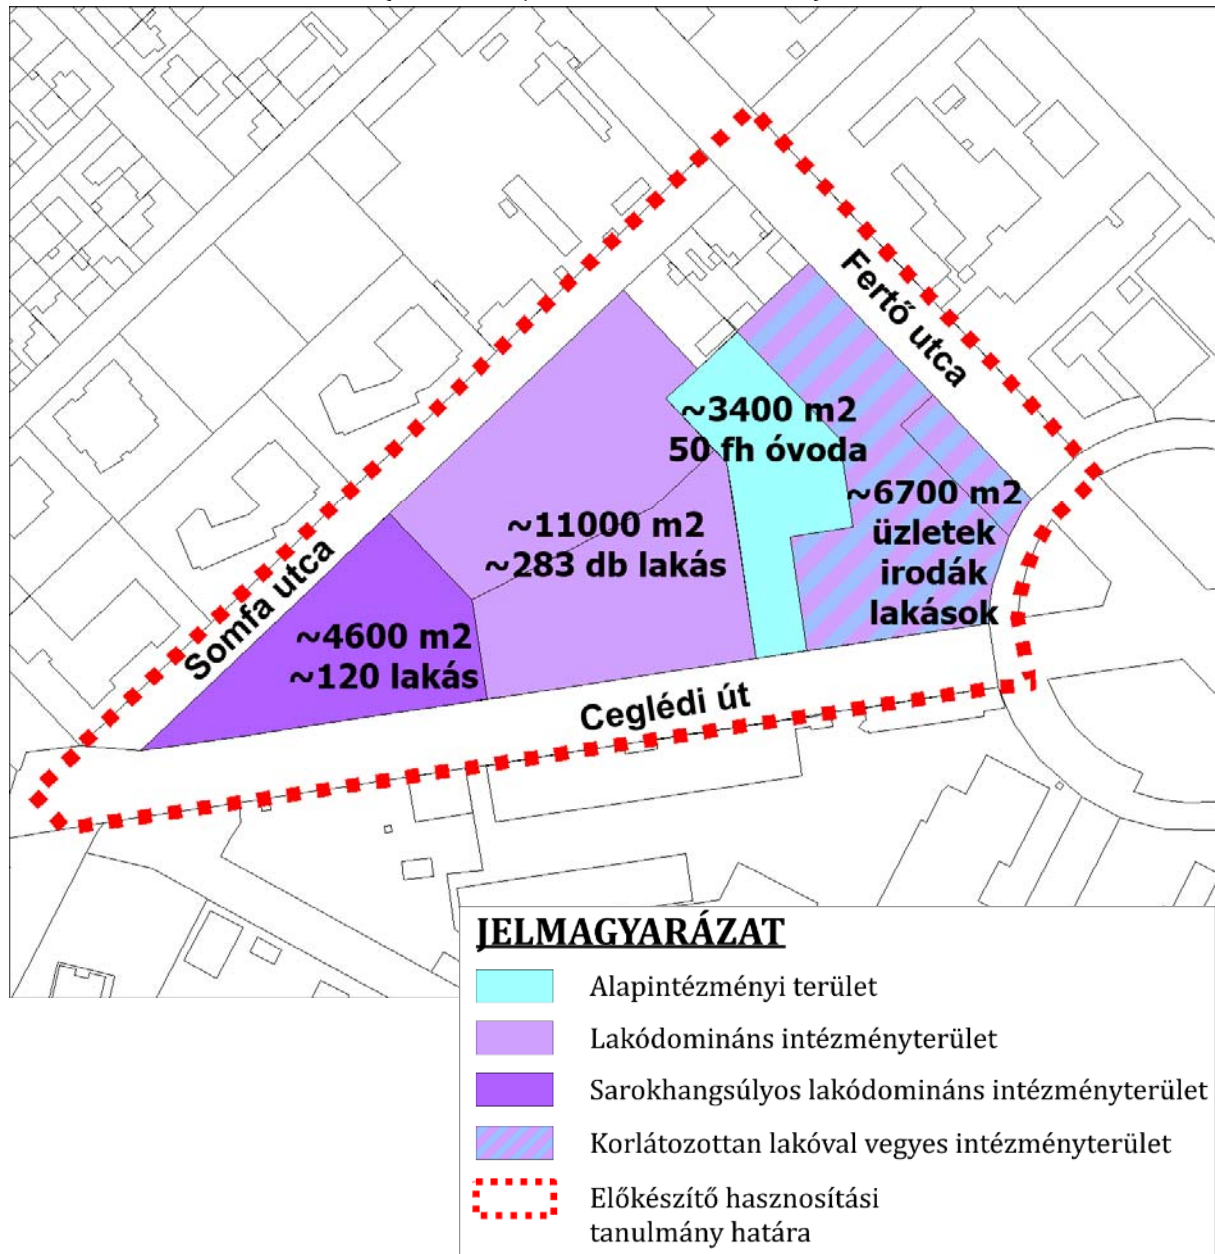 Fertő utca
~3400 m2
50 fh óvoda
~6700 m2
üzletek
irodák
lakások
~11000 m2
~283 db lakás
Somfa utca
~4600 m2
~120 lakás
Ceglédi út
JELMAGYARÁZAT
Alapintézményi terület
Lakódomináns intézményterület
Sarokhangsúlyos lakódomináns intézményterület
Korlátozottan lakóval vegyes intézményterület
Előkészítő hasznosítási
tanulmány határa